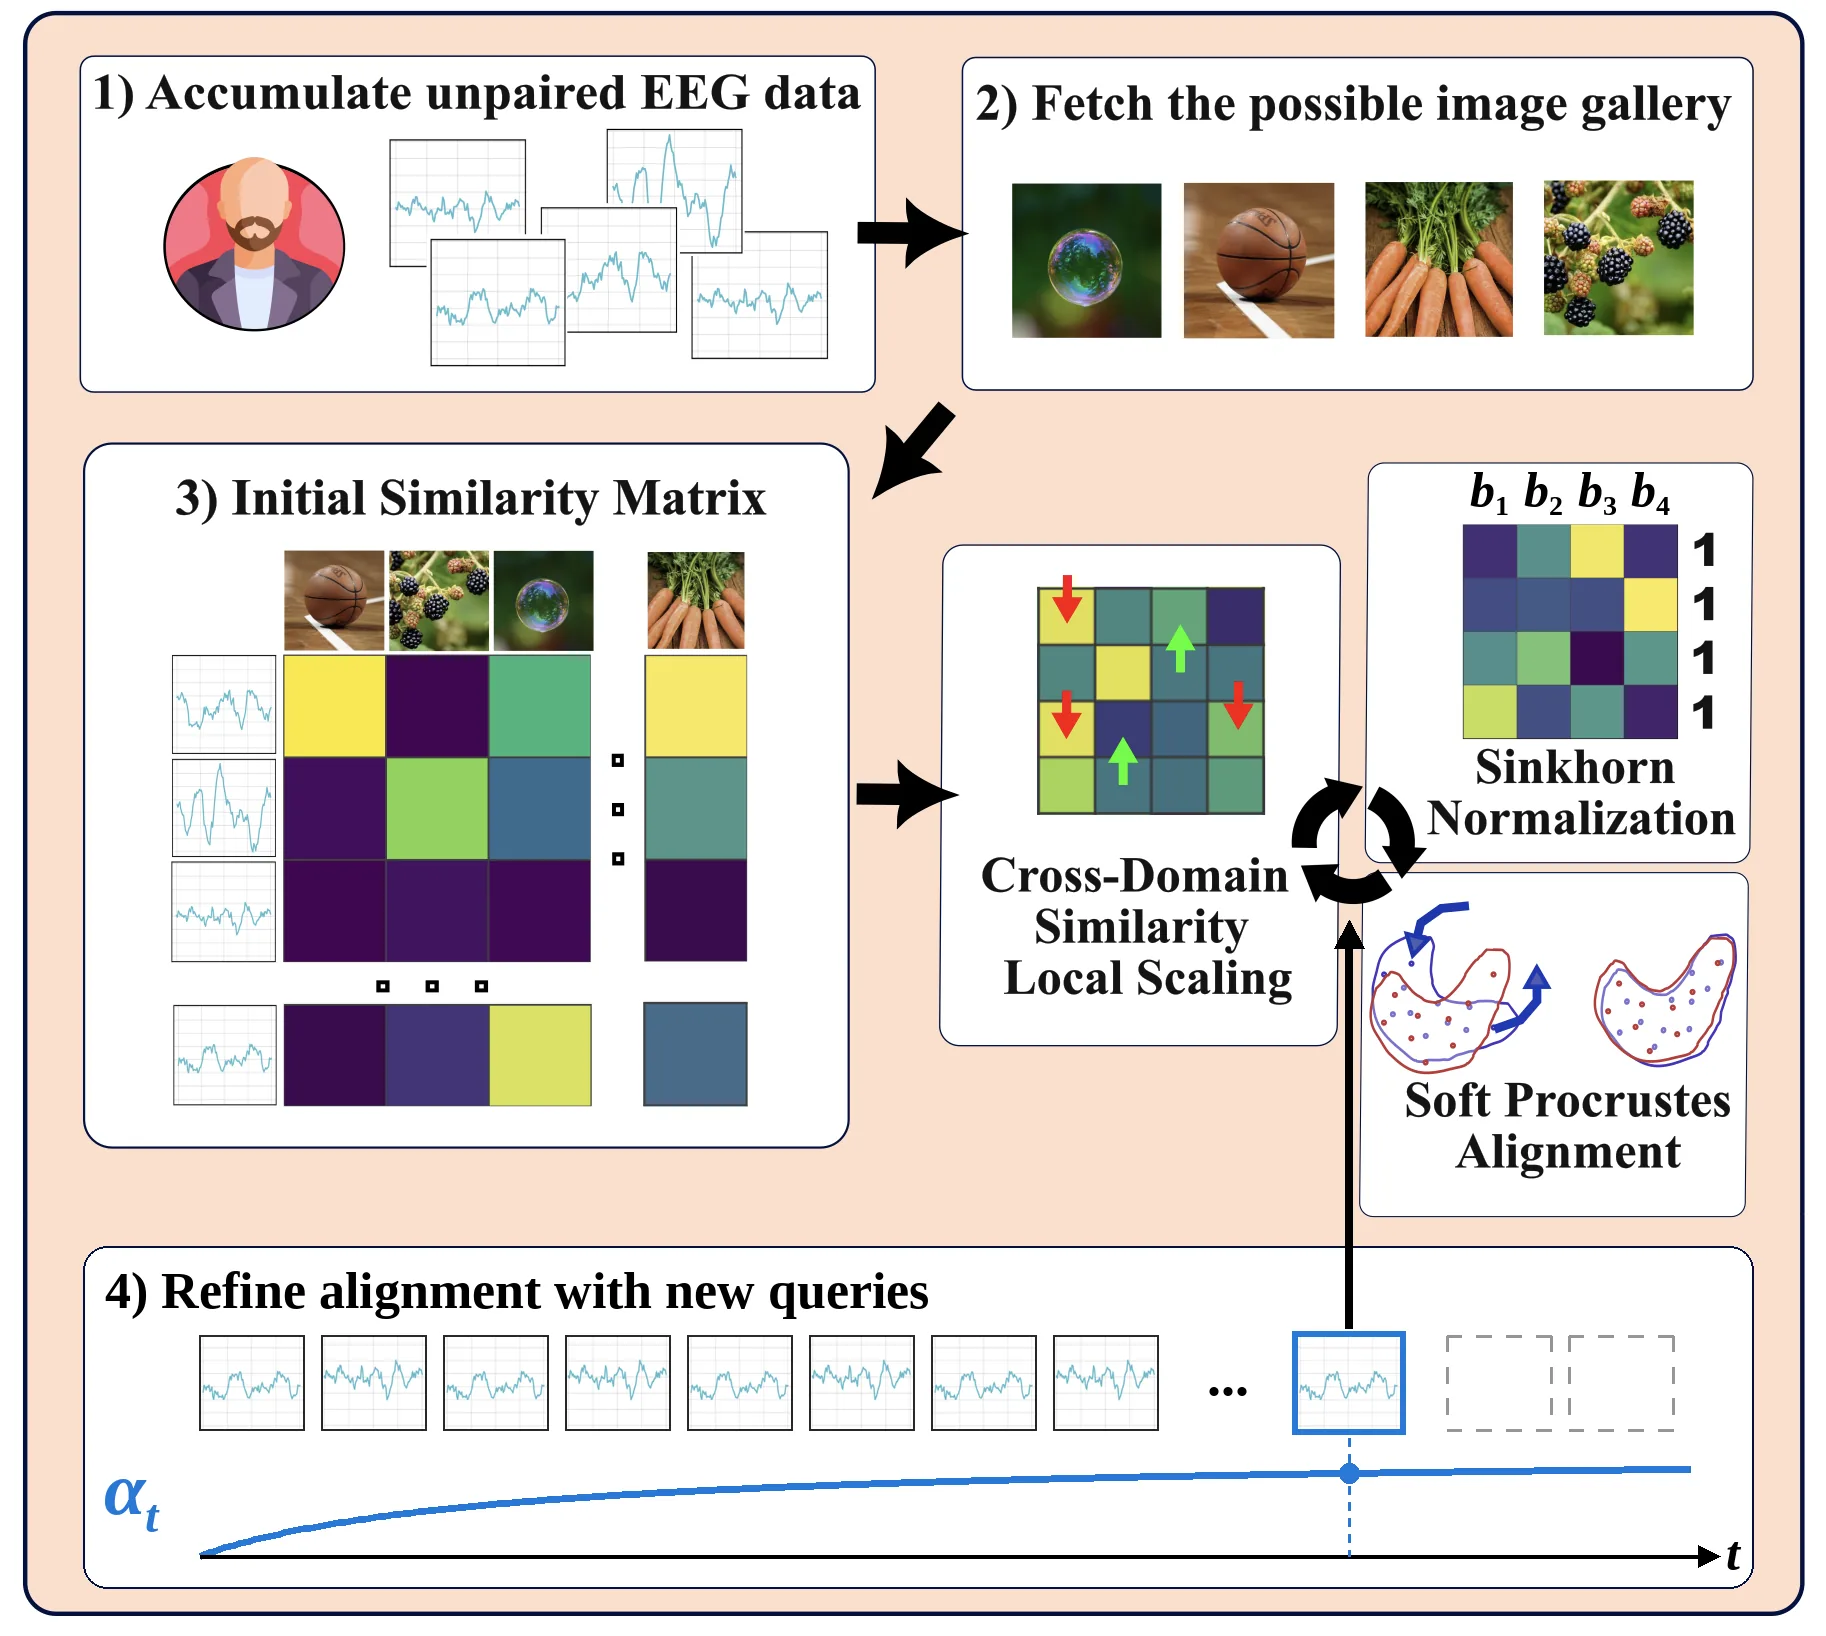 1) Accumulate unpaired EEG data
2) Fetch the possible image gallery
3) Initial Similarity Matrix
b1 b2 b3 b4
1
1
1
1
Sinkhorn
Normalization
Cross-Domain
Similarity
Local Scaling
Soft Procrustes
Alignment
4) Refine alignment with new queries
...
αt
t